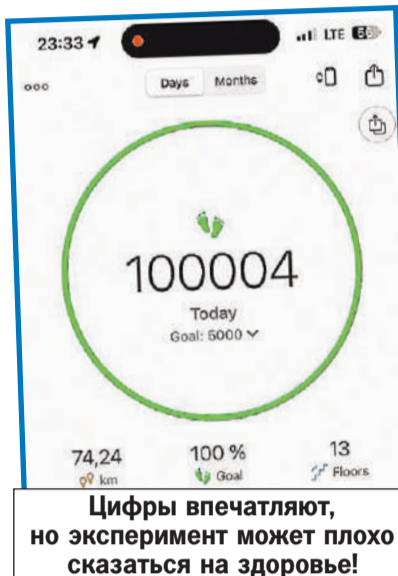 23:33 LTE 56
Days Months
100004
Today
Goal: 5000
74,24 100 % 13
km Goal Floors
Цифры впечатляют,
но эксперимент может плохо
сказаться на здоровье!